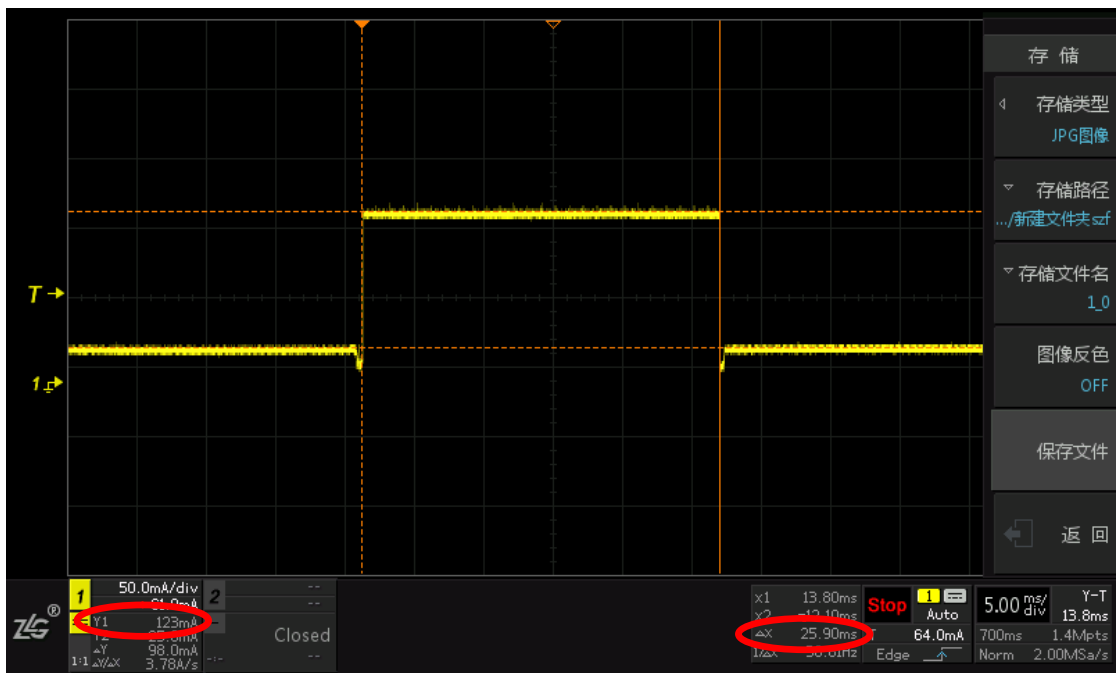 存 储
存储类型
JPG图像
存储路径
.../新建文件夹szf
存储文件名
1_0
图像反色
OFF
保存文件
返 回
T
1
ZLG®
1 50.0mA/div 2 --
--
Y1 123mA
ΔY 98.0mA
1:1 ΔY/ΔX 3.78A/s -:- --
Closed
X1 13.80ms
X2 -12.10ms
ΔX 25.90ms
Stop
1
Auto
T 64.0mA
Edge
5.00 ms/div
Y-T
13.8ms
700ms 1.4Mpts
Norm 2.00MSa/s